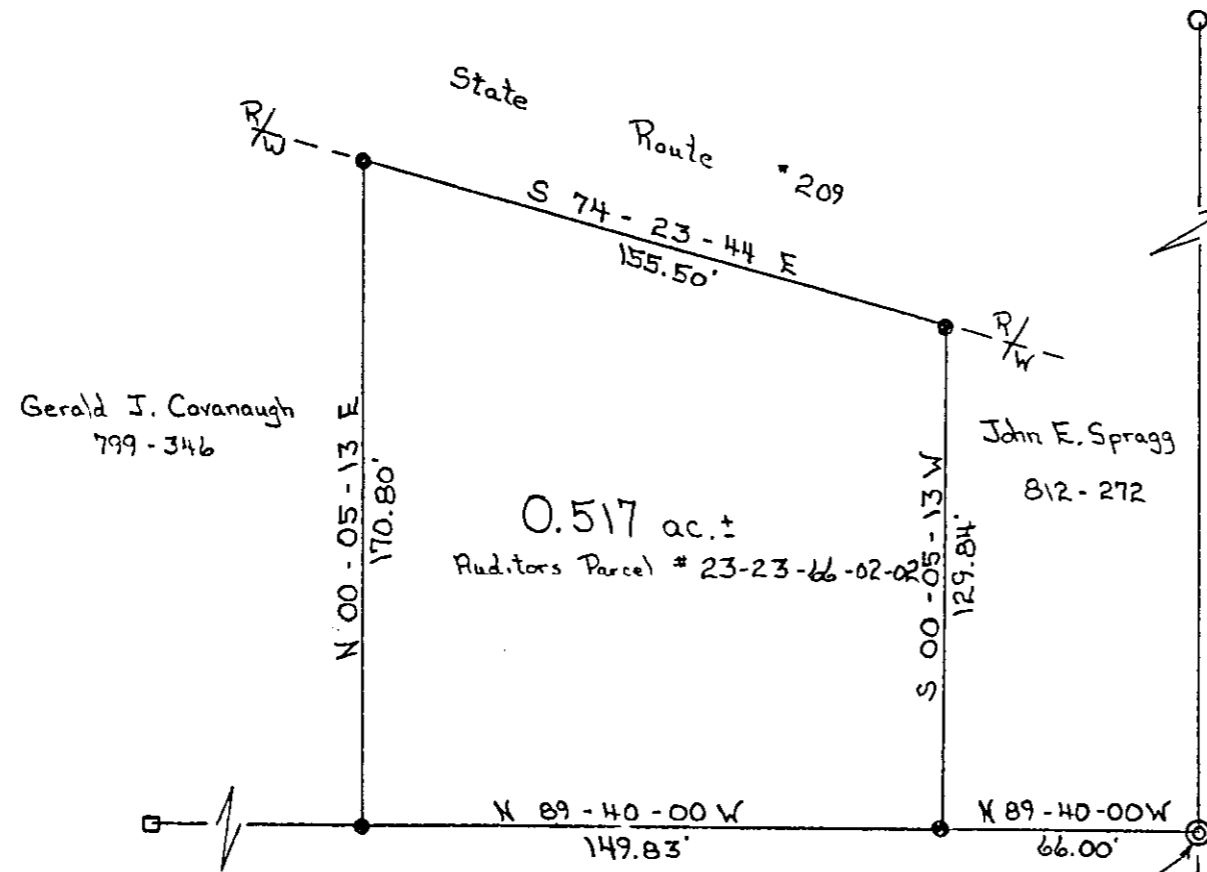 State Route #209
R/W
S 74 - 23 - 44 E
155.50'
R/W
Gerald J. Covanaugh
799 - 346
N 00 - 05 - 13 E
170.80'
0.517 ac.±
Auditors Parcel # 23-23-66-02-02
S 00 - 05 - 13 W
129.84'
John E. Spragg
812 - 272
N 89 - 40 - 00 W
149.83'
N 89 - 40 - 00 W
66.00'